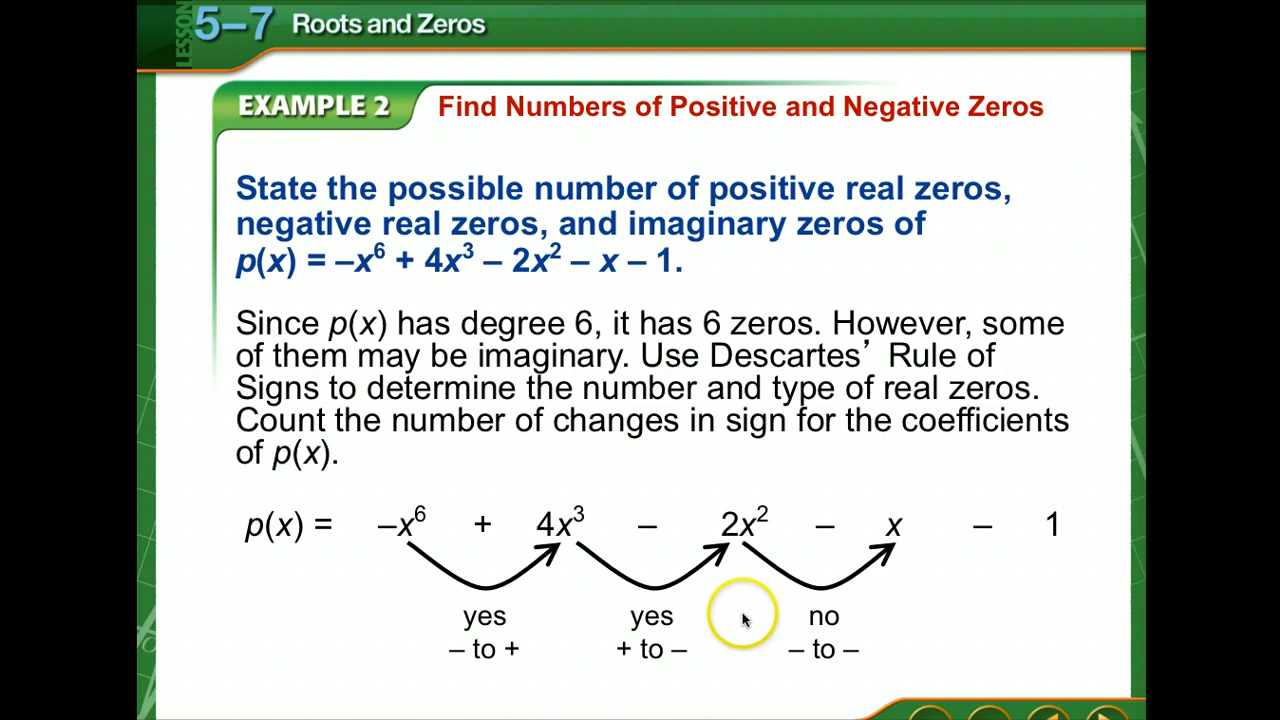 LESSON 5–7 Roots and Zeros
EXAMPLE 2 Find Numbers of Positive and Negative Zeros
State the possible number of positive real zeros,
negative real zeros, and imaginary zeros of
p(x) = –x⁶ + 4x³ – 2x² – x – 1.
Since p(x) has degree 6, it has 6 zeros. However, some
of them may be imaginary. Use Descartes’ Rule of
Signs to determine the number and type of real zeros.
Count the number of changes in sign for the coefficients
of p(x).
p(x) = –x⁶ + 4x³ – 2x² – x – 1
yes yes no
– to + + to – – to –